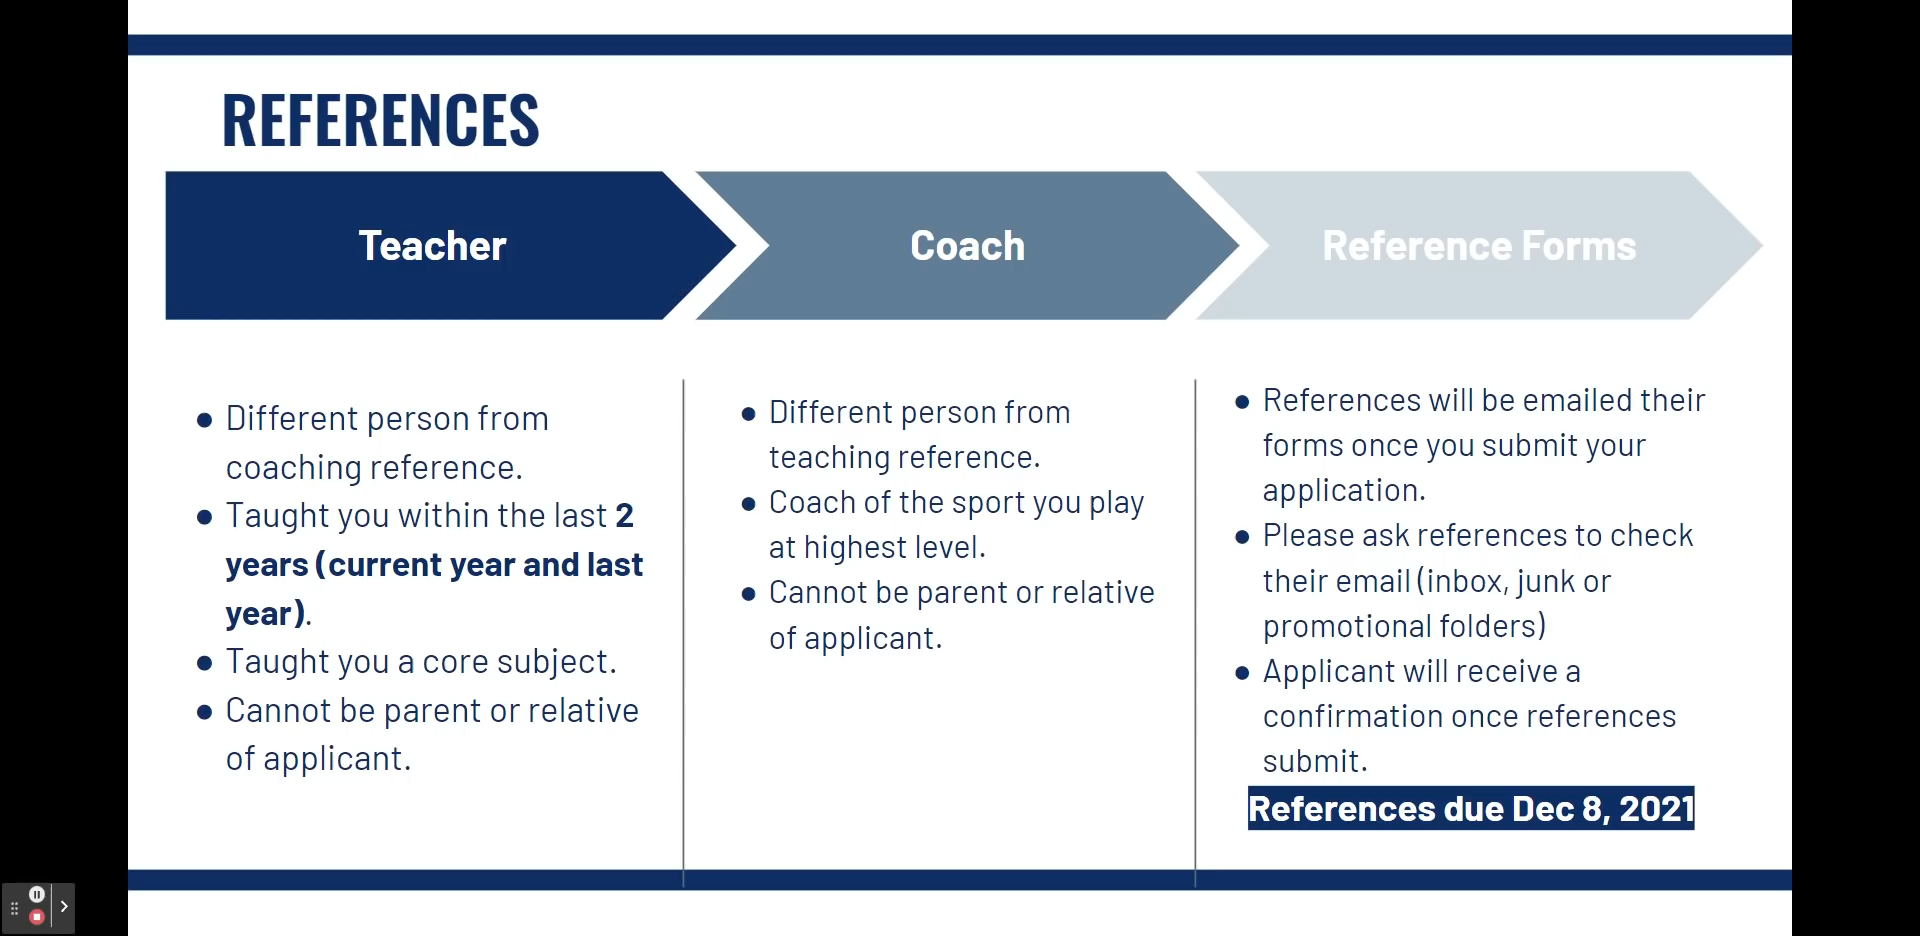 REFERENCES
Teacher
Coach
Reference Forms
● Different person from
coaching reference.
● Taught you within the last 2
years (current year and last
year).
● Taught you a core subject.
● Cannot be parent or relative
of applicant.
● Different person from
teaching reference.
● Coach of the sport you play
at highest level.
● Cannot be parent or relative
of applicant.
● References will be emailed their
forms once you submit your
application.
● Please ask references to check
their email (inbox, junk or
promotional folders)
● Applicant will receive a
confirmation once references
submit.
References due Dec 8, 2021